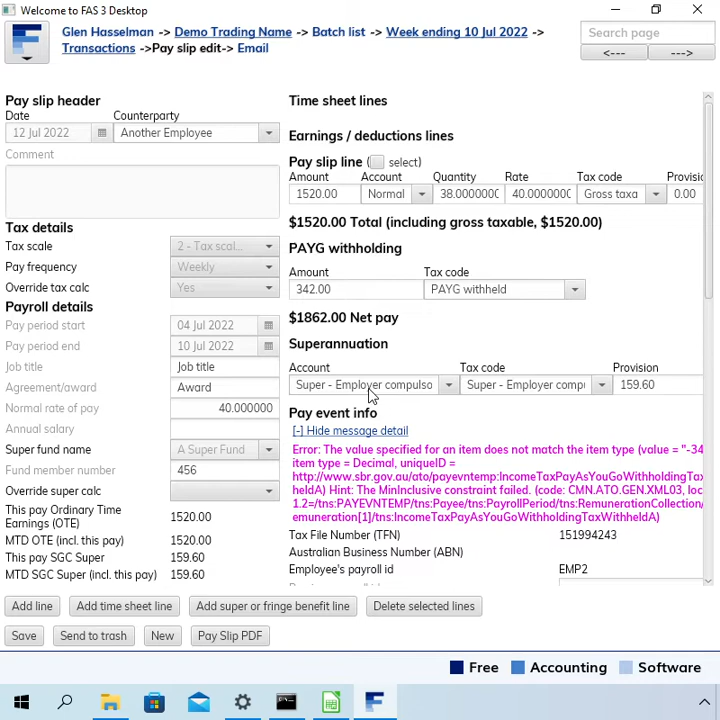 Welcome to FAS 3 Desktop
Glen Hasselman -> Demo Trading Name -> Batch list -> Week ending 10 Jul 2022 ->
Transactions ->Pay slip edit-> Email
Search page
<---
--->
Pay slip header
Date
Counterparty
12 Jul 2022
Another Employee
Comment
Tax details
Tax scale
2 - Tax scal...
Pay frequency
Weekly
Override tax calc
Yes
Payroll details
Pay period start
04 Jul 2022
Pay period end
10 Jul 2022
Job title
Job title
Agreement/award
Award
Normal rate of pay
40.000000
Annual salary
Super fund name
A Super Fund
Fund member number
456
Override super calc
This pay Ordinary Time
Earnings (OTE)
1520.00
MTD OTE (incl. this pay)
1520.00
This pay SGC Super
159.60
MTD SGC Super (incl. this pay)
159.60
Time sheet lines
Earnings / deductions lines
Pay slip line ( select)
Amount
Account
Quantity
Rate
Tax code
Provisic
1520.00
Normal
38.0000000
40.0000000
Gross taxa
0.00
$1520.00 Total (including gross taxable, $1520.00)
PAYG withholding
Amount
Tax code
342.00
PAYG withheld
$1862.00 Net pay
Superannuation
Account
Tax code
Provision
Super - Employer compulso
Super - Employer compu
159.60
Pay event info
[-] Hide message detail
Error: The value specified for an item does not match the item type (value = "-34
item type = Decimal, uniqueID =
http://www.sbr.gov.au/ato/payevntemp:IncomeTaxPayAsYouGoWithholdingTax
heldA) Hint: The MinInclusive constraint failed. (code: CMN.ATO.GEN.XML03, loc
1.2=/tns:PAYEVNTEMP/tns:Payee/tns:PayrollPeriod/tns:RemunerationCollection/
emuneration[1]/tns:IncomeTaxPayAsYouGoWithholdingTaxWithheldA)
Tax File Number (TFN)
151994243
Australian Business Number (ABN)
Employee's payroll id
EMP2
Add line
Add time sheet line
Add super or fringe benefit line
Delete selected lines
Save
Send to trash
New
Pay Slip PDF
Free
Accounting
Software